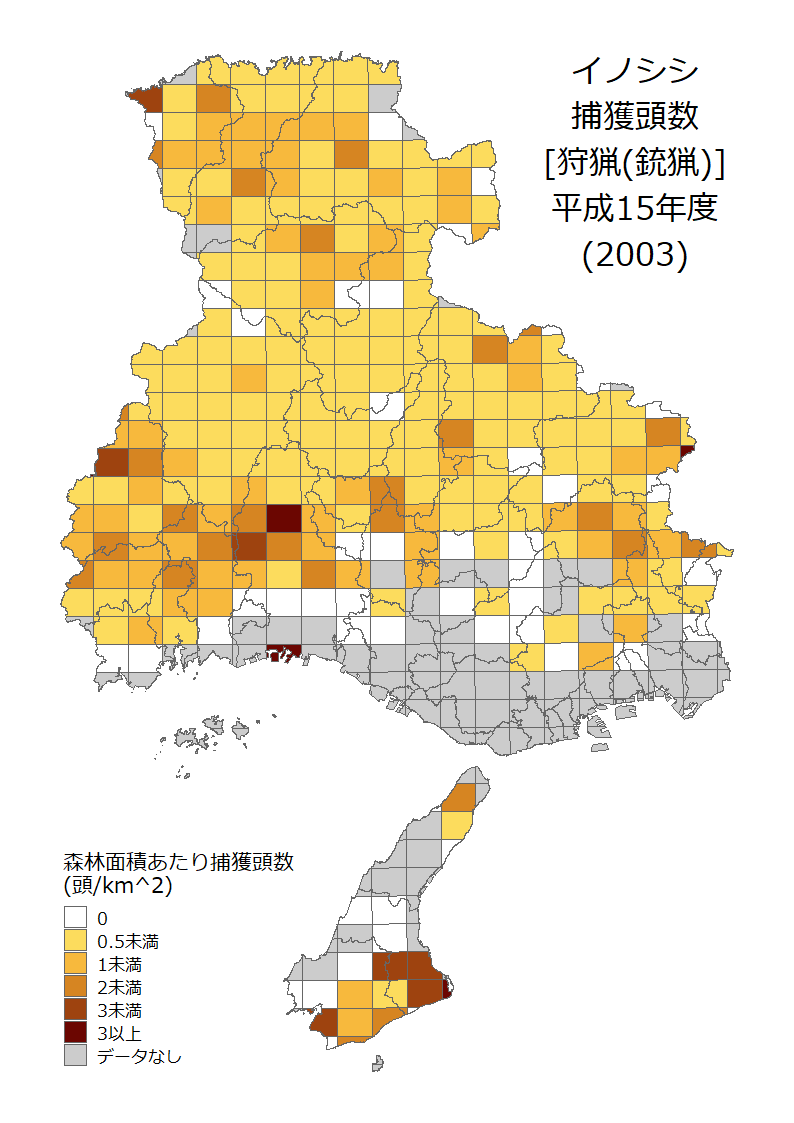 イノシシ
捕獲頭数
[狩猟(銃猟)]
平成15年度
(2003)
森林面積あたり捕獲頭数
(頭/km^2)
0
0.5未満
1未満
2未満
3未満
3以上
データなし